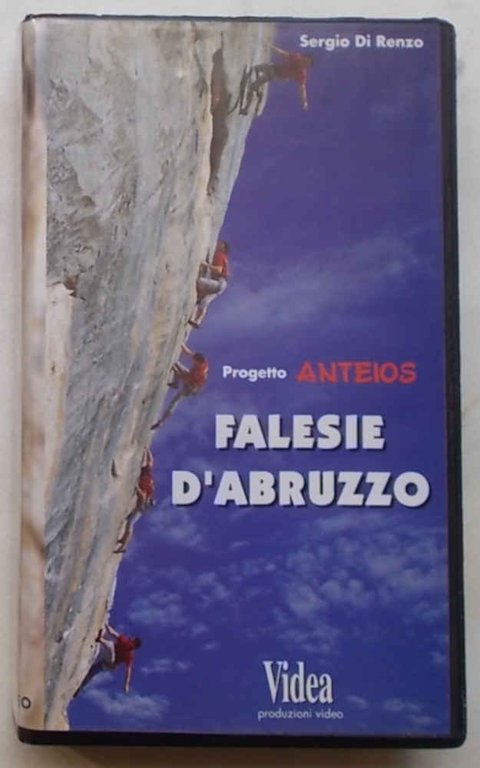 Sergio Di Renzo
Progetto ANTEIOS
FALESIE
D'ABRUZZO
Videa
produzioni video